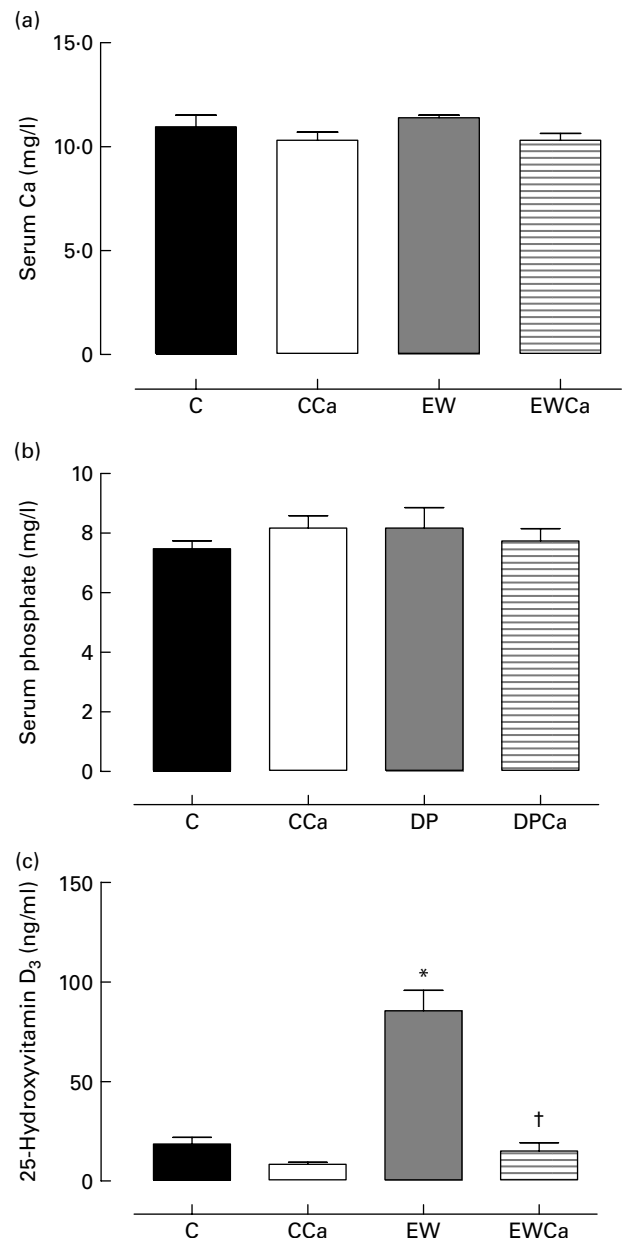 (a)
Serum Ca (mg/l)
15·0
10·0
5·0
0
C CCa EW EWCa
(b)
Serum phosphate (mg/l)
10
8
6
4
2
0
C CCa DP DPCa
(c)
25-Hydroxyvitamin D₃ (ng/ml)
150
100
50
0
*
†
C CCa EW EWCa